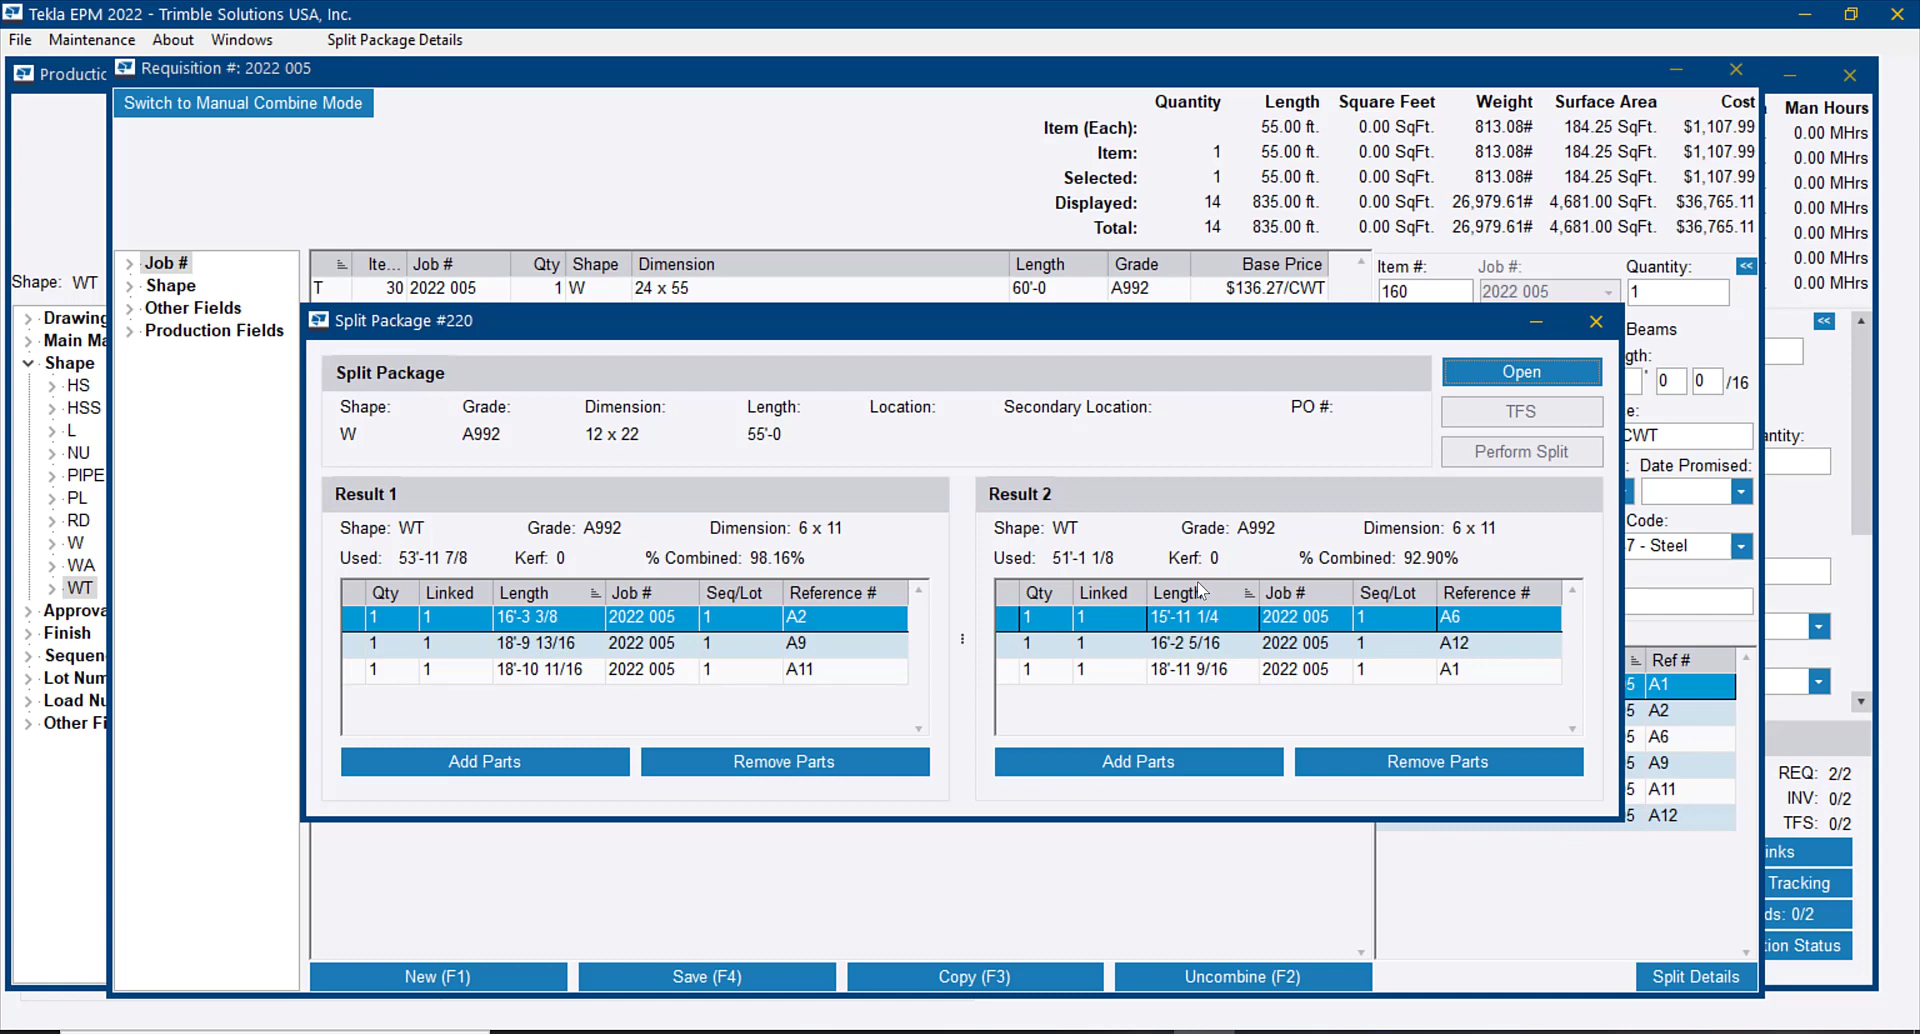 Tekla EPM 2022 - Trimble Solutions USA, Inc.
File Maintenance About Windows Split Package Details
Productic Requisition #: 2022 005
Switch to Manual Combine Mode
Quantity Length Square Feet Weight Surface Area Cost Man Hours
Item (Each): 55.00 ft. 0.00 SqFt. 813.08# 184.25 SqFt. $1,107.99 0.00 MHrs
Item: 1 55.00 ft. 0.00 SqFt. 813.08# 184.25 SqFt. $1,107.99 0.00 MHrs
Selected: 1 55.00 ft. 0.00 SqFt. 813.08# 184.25 SqFt. $1,107.99 0.00 MHrs
Displayed: 14 835.00 ft. 0.00 SqFt. 26,979.61# 4,681.00 SqFt. $36,765.11 0.00 MHrs
Total: 14 835.00 ft. 0.00 SqFt. 26,979.61# 4,681.00 SqFt. $36,765.11 0.00 MHrs
0.00 MHrs
0.00 MHrs
Shape: WT
Drawing
Main Ma
Shape
HS
HSS
L
NU
PIPE
PL
RD
W
WA
WT
Approva
Finish
Sequen
Lot Num
Load Nu
Other Fi
Job #
Shape
Other Fields
Production Fields
Ite... Job # Qty Shape Dimension Length Grade Base Price
T 30 2022 005 1 W 24 x 55 60'-0 A992 $136.27/CWT
Item #: Job #: Quantity: <<
160 2022 005 1
Beams
gth:
' 0 0 /16
e:
CWT
: Date Promised:
Code:
7 - Steel
<<
antity:
Split Package #220
Split Package
Open
TFS
Perform Split
Shape: Grade: Dimension: Length: Location: Secondary Location: PO #:
W A992 12 x 22 55'-0
Result 1
Shape: WT Grade: A992 Dimension: 6 x 11
Used: 53'-11 7/8 Kerf: 0 % Combined: 98.16%
Qty Linked Length Job # Seq/Lot Reference #
1 1 16'-3 3/8 2022 005 1 A2
1 1 18'-9 13/16 2022 005 1 A9
1 1 18'-10 11/16 2022 005 1 A11
Add Parts Remove Parts
Result 2
Shape: WT Grade: A992 Dimension: 6 x 11
Used: 51'-1 1/8 Kerf: 0 % Combined: 92.90%
Qty Linked Length Job # Seq/Lot Reference #
1 1 15'-11 1/4 2022 005 1 A6
1 1 16'-2 5/16 2022 005 1 A12
1 1 18'-11 9/16 2022 005 1 A1
Add Parts Remove Parts
Ref #
5 A1
5 A2
5 A6
5 A9
5 A11
5 A12
REQ: 2/2
INV: 0/2
TFS: 0/2
inks
Tracking
ds: 0/2
tion Status
New (F1) Save (F4) Copy (F3) Uncombine (F2) Split Details